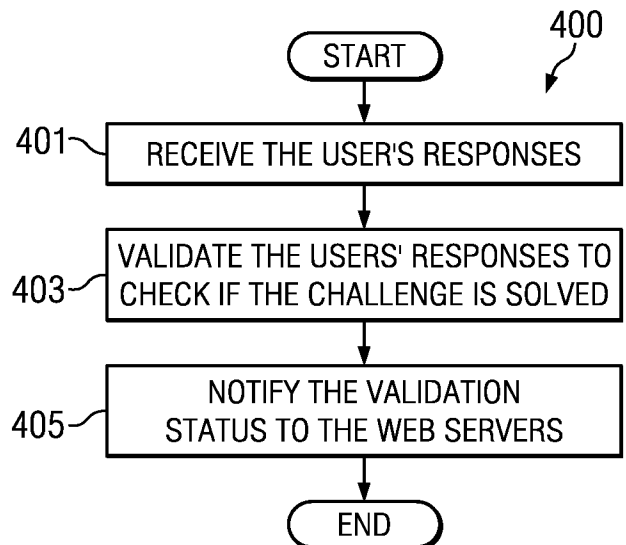 400
START
401
RECEIVE THE USER'S RESPONSES
403
VALIDATE THE USERS' RESPONSES TO
CHECK IF THE CHALLENGE IS SOLVED
405
NOTIFY THE VALIDATION
STATUS TO THE WEB SERVERS
END